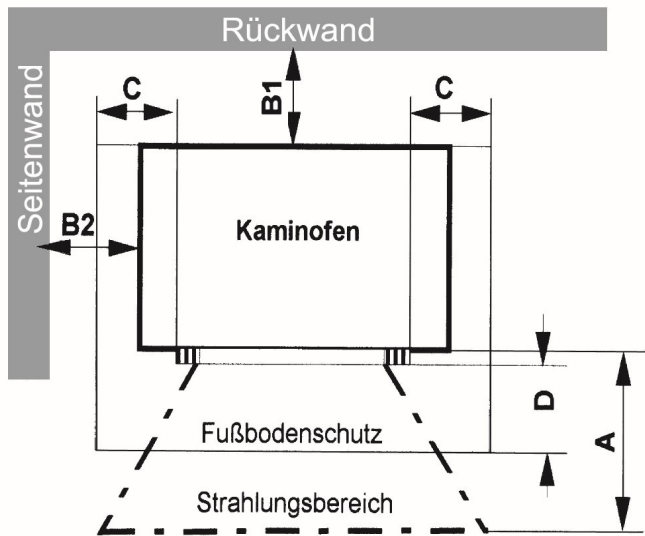 Rückwand
Seitenwand
C
B1
C
B2
Kaminofen
D
A
Fußbodenschutz
Strahlungsbereich